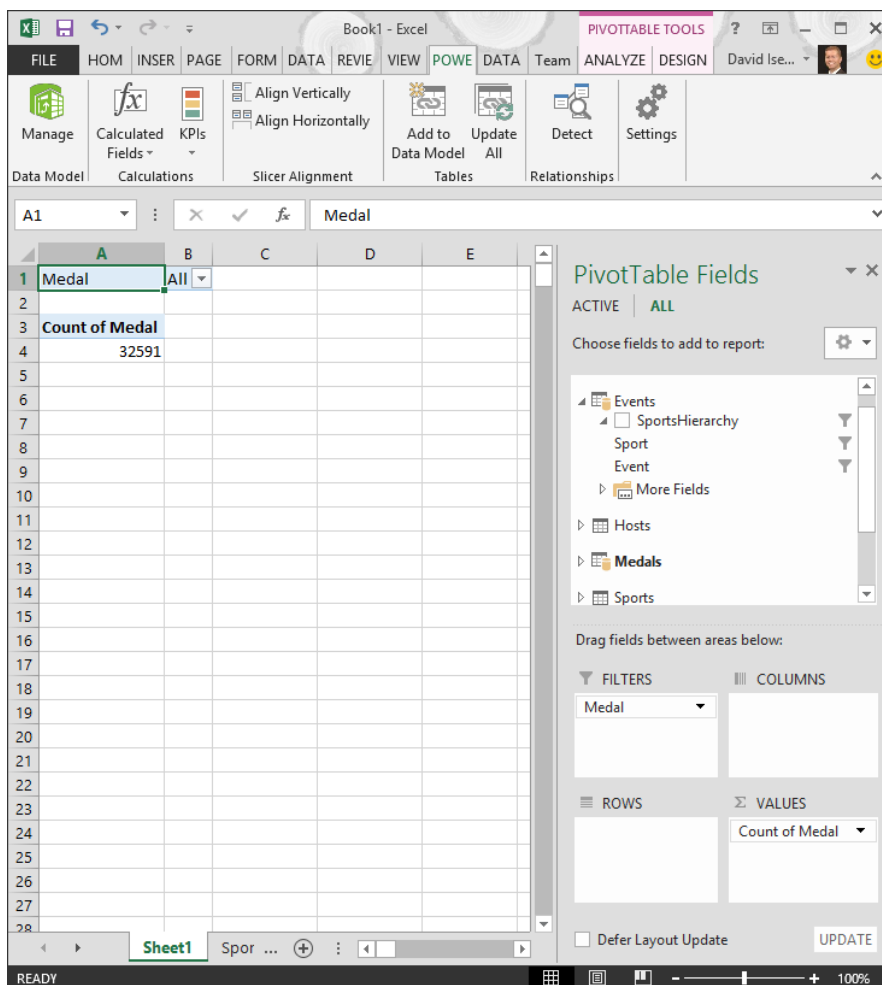 Book1 - Excel
PIVOTTABLE TOOLS
?
FILE HOM INSER PAGE FORM DATA REVIE VIEW POWE DATA Team ANALYZE DESIGN David Ise...
Align Vertically
Align Horizontally
Manage
Calculated Fields
KPIs
Add to Data Model
Update All
Detect
Settings
Data Model
Calculations
Slicer Alignment
Tables
Relationships
A1
fx
Medal
A B C D E
1 Medal All
2
3 Count of Medal
4 32591
5
6
7
8
9
10
11
12
13
14
15
16
17
18
19
20
21
22
23
24
25
26
27
28
PivotTable Fields
ACTIVE ALL
Choose fields to add to report:
Events
SportsHierarchy
Sport
Event
More Fields
Hosts
Medals
Sports
Drag fields between areas below:
FILTERS
COLUMNS
Medal
ROWS
Σ VALUES
Count of Medal
Defer Layout Update
UPDATE
Sheet1 Spor ...
READY
100%